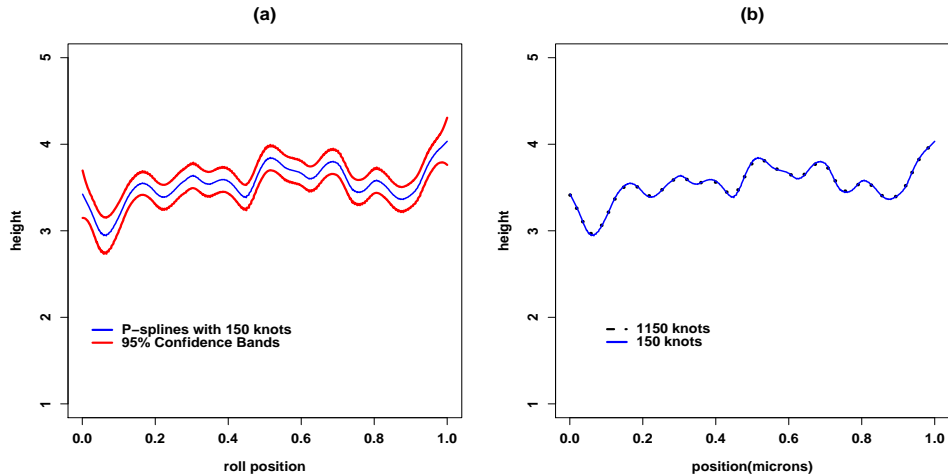 (a)
5
4
3
2
1
height
P−splines with 150 knots
95% Confidence Bands
0.0 0.2 0.4 0.6 0.8 1.0
roll position
(b)
5
4
3
2
1
height
1150 knots
150 knots
0.0 0.2 0.4 0.6 0.8 1.0
position(microns)